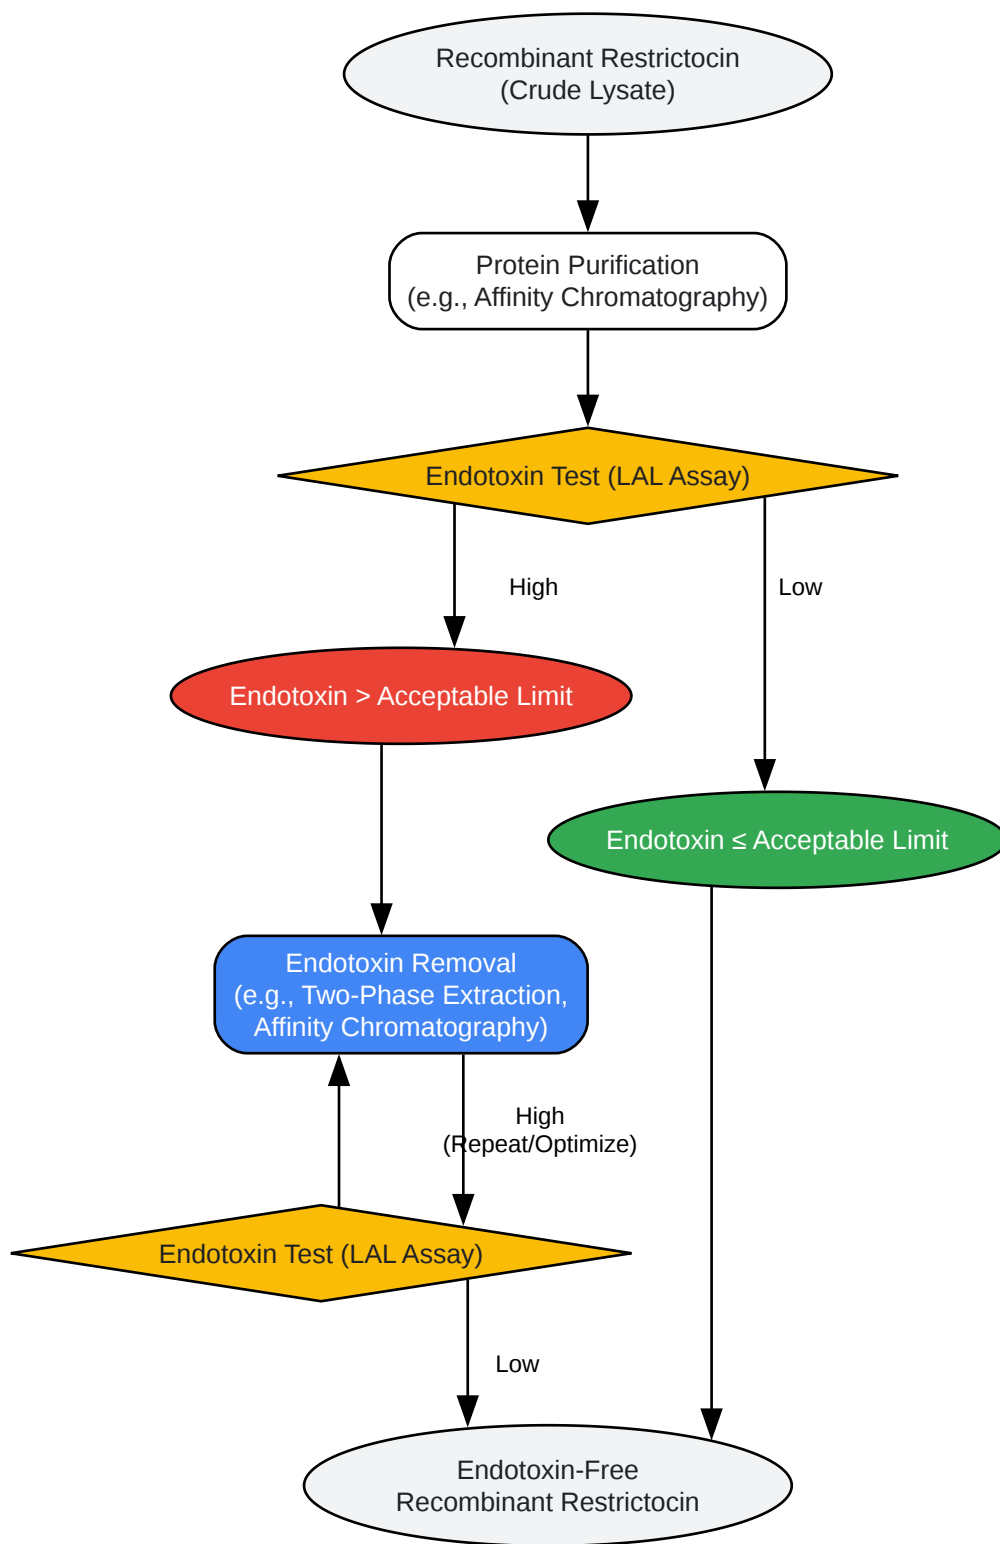 Recombinant Restrictocin
(Crude Lysate)
Protein Purification
(e.g., Affinity Chromatography)
Endotoxin Test (LAL Assay)
High
Low
Endotoxin > Acceptable Limit
Endotoxin ≤ Acceptable Limit
Endotoxin Removal
(e.g., Two-Phase Extraction,
Affinity Chromatography)
High
(Repeat/Optimize)
Endotoxin Test (LAL Assay)
Low
Endotoxin-Free
Recombinant Restrictocin